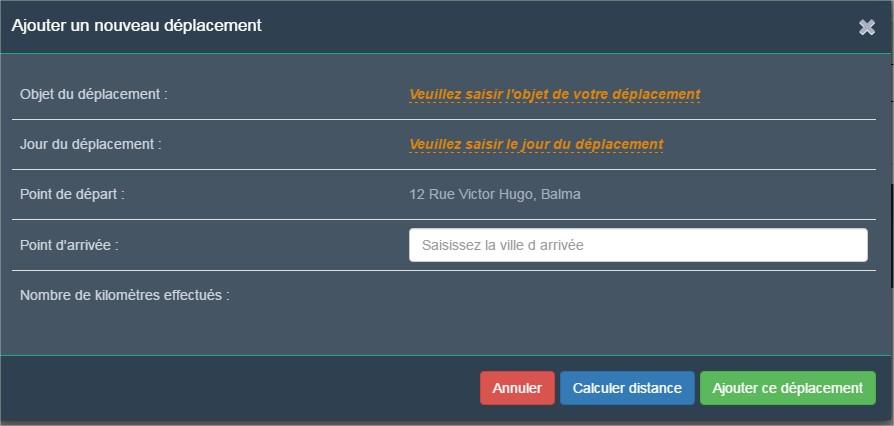 Ajouter un nouveau déplacement
Objet du déplacement : Veuillez saisir l'objet de votre déplacement
Jour du déplacement : Veuillez saisir le jour du déplacement
Point de départ : 12 Rue Victor Hugo, Balma
Point d'arrivée : Saisissez la ville d arrivée
Nombre de kilomètres effectués :
Annuler Calculer distance Ajouter ce déplacement